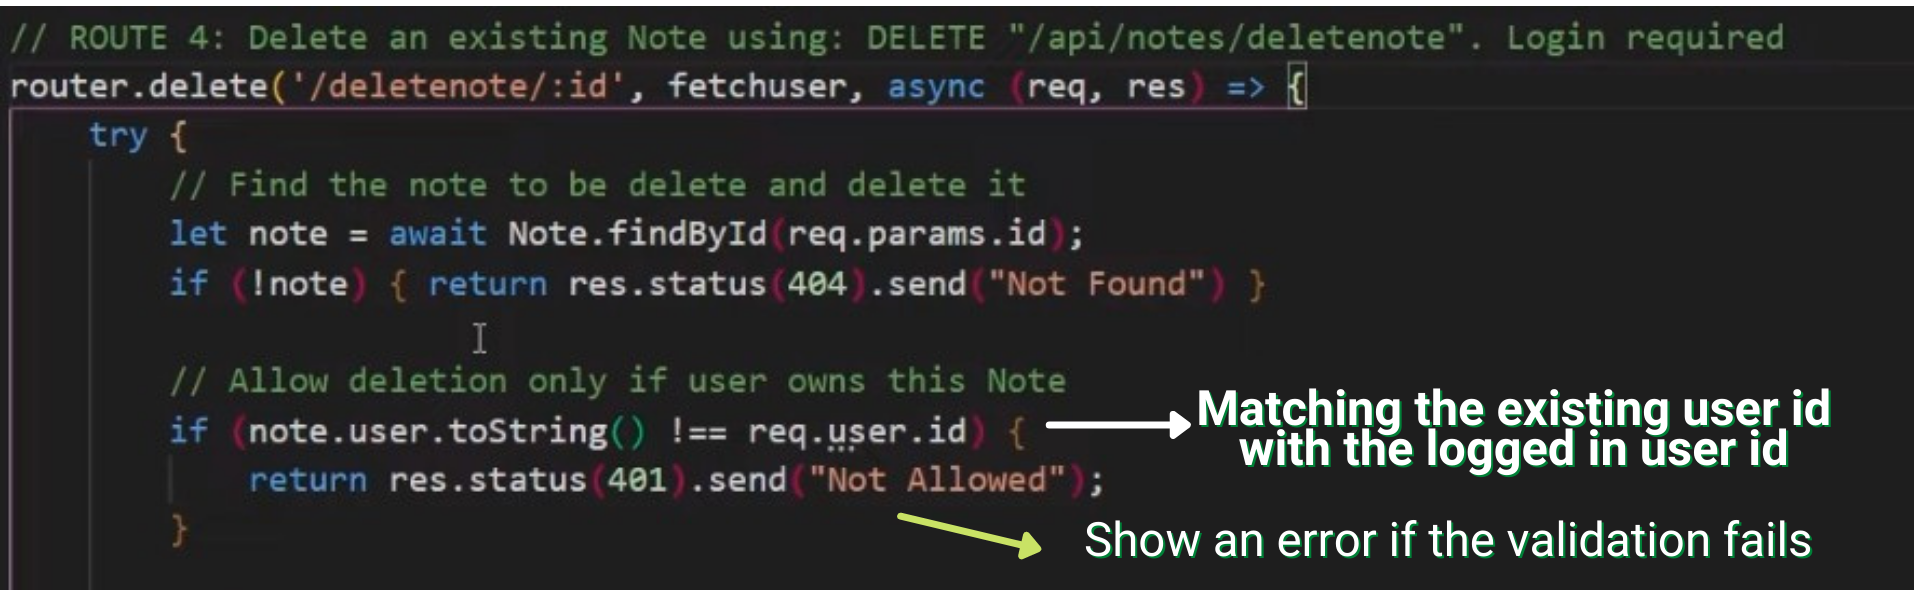 // ROUTE 4: Delete an existing Note using: DELETE "/api/notes/deletenote". Login required
router.delete('/deletenote/:id', fetchuser, async (req, res) => {
try {
// Find the note to be delete and delete it
let note = await Note.findById(req.params.id);
if (!note) { return res.status(404).send("Not Found") }
// Allow deletion only if user owns this Note
if (note.user.toString() !== req.user.id) {
Matching the existing user id
with the logged in user id
return res.status(401).send("Not Allowed");
}
Show an error if the validation fails